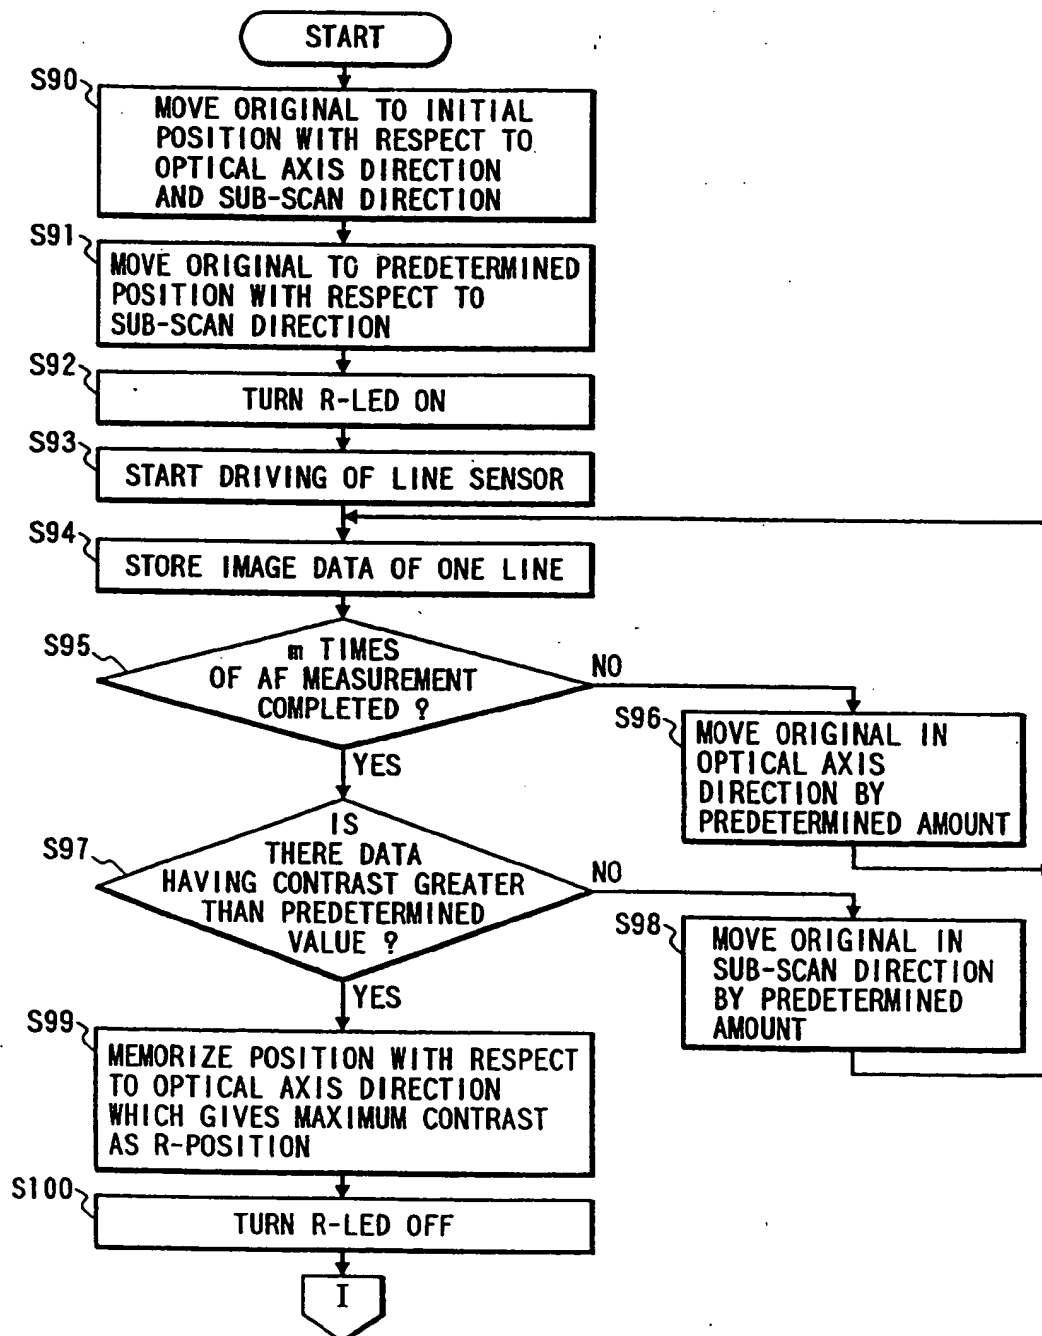 START
S90
MOVE ORIGINAL TO INITIAL
POSITION WITH RESPECT TO
OPTICAL AXIS DIRECTION
AND SUB-SCAN DIRECTION
S91
MOVE ORIGINAL TO PREDETERMINED
POSITION WITH RESPECT TO
SUB-SCAN DIRECTION
S92
TURN R-LED ON
S93
START DRIVING OF LINE SENSOR
S94
STORE IMAGE DATA OF ONE LINE
S95
m TIMES
OF AF MEASUREMENT
COMPLETED ?
NO
YES
S96
MOVE ORIGINAL IN
OPTICAL AXIS
DIRECTION BY
PREDETERMINED AMOUNT
S97
IS
THERE DATA
HAVING CONTRAST GREATER
THAN PREDETERMINED
VALUE ?
NO
YES
S98
MOVE ORIGINAL IN
SUB-SCAN DIRECTION
BY PREDETERMINED
AMOUNT
S99
MEMORIZE POSITION WITH RESPECT
TO OPTICAL AXIS DIRECTION
WHICH GIVES MAXIMUM CONTRAST
AS R-POSITION
S100
TURN R-LED OFF
I